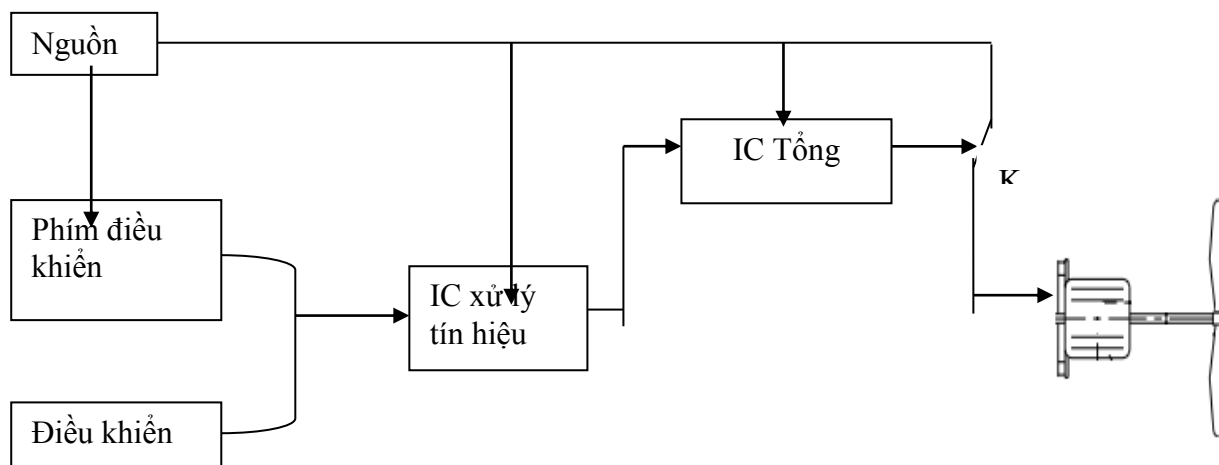 Nguồn
IC Tổng
K
Phím điều
khiển
IC xử lý
tín hiệu
Điều khiển